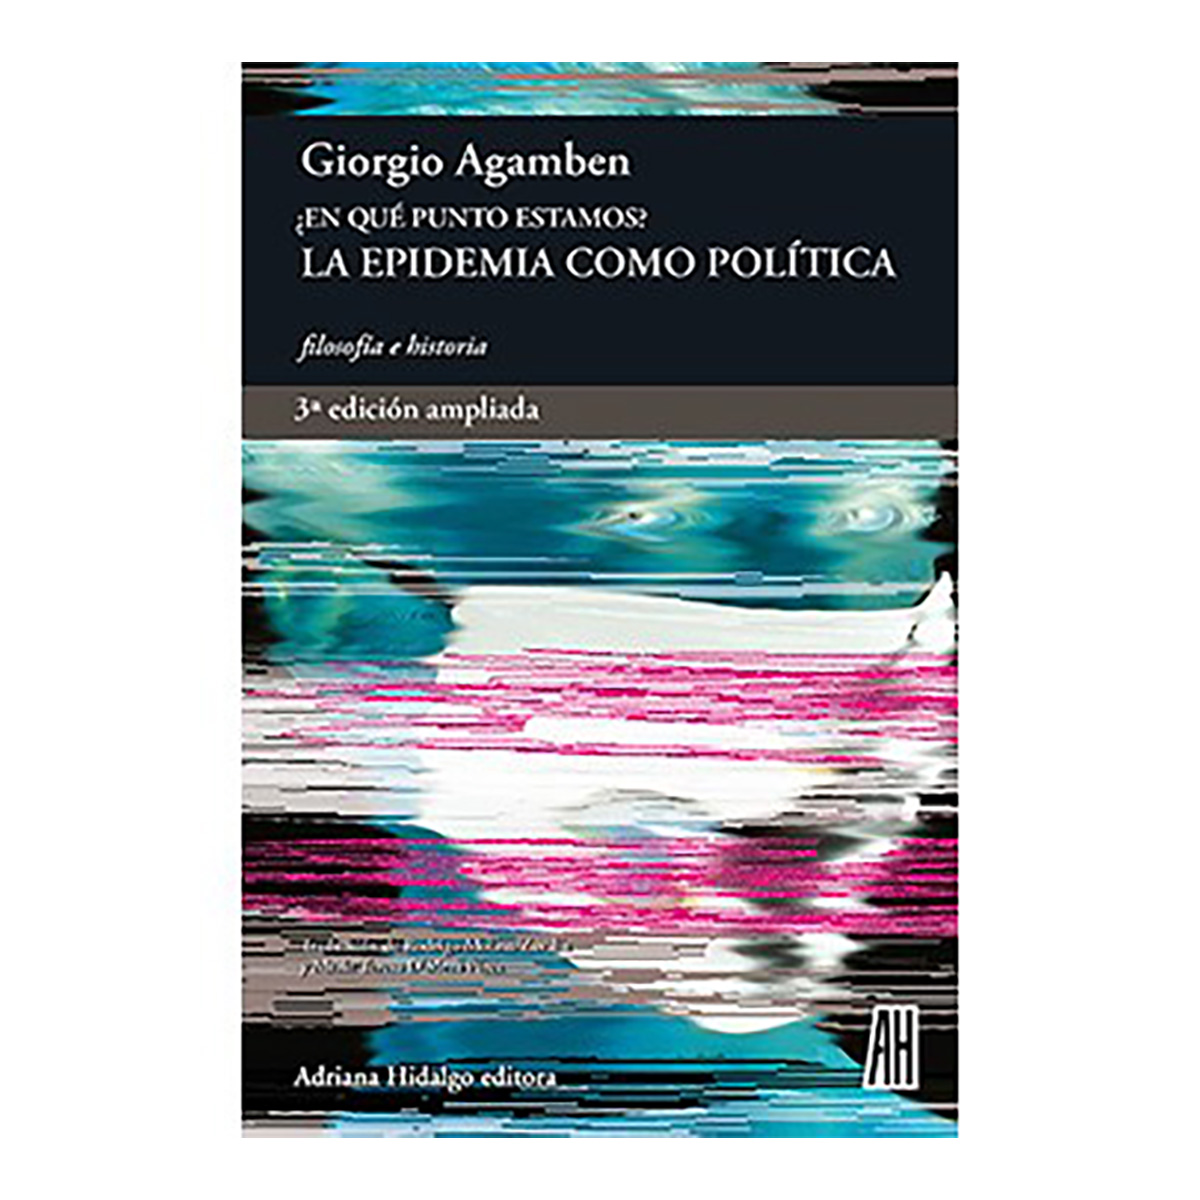 Giorgio Agamben
¿EN QUÉ PUNTO ESTAMOS?
LA EPIDEMIA COMO POLÍTICA
filosofía e historia
3ª edición ampliada
Adriana Hidalgo editora
AH